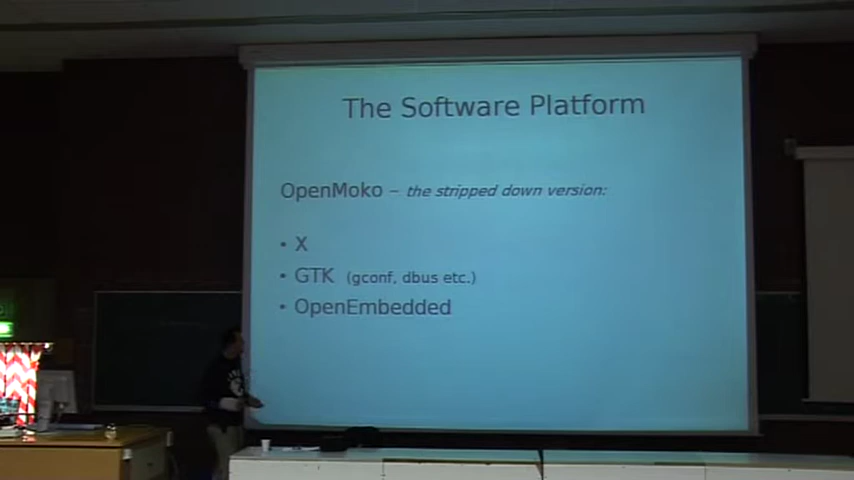 The Software Platform
OpenMoko – the stripped down version:
• X
• GTK (gconf, dbus etc.)
• OpenEmbedded